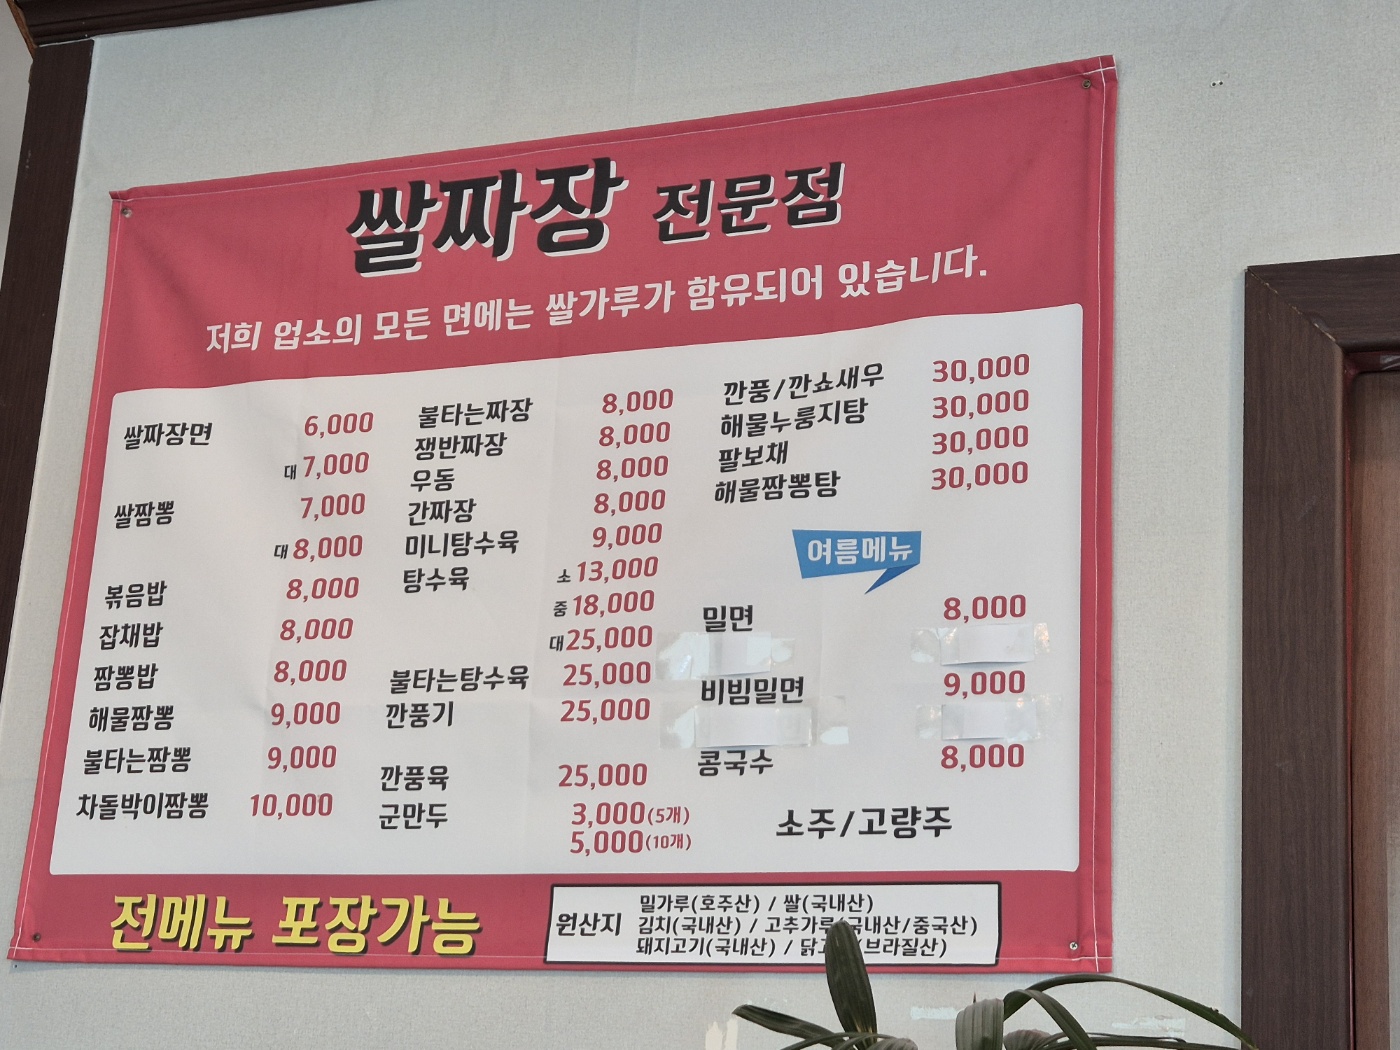 쌀짜장 전문점
저희 업소의 모든 면에는 쌀가루가 함유되어 있습니다.
쌀짜장면 6,000
대 7,000
쌀짬뽕 7,000
대 8,000
볶음밥 8,000
잡채밥 8,000
짬뽕밥 8,000
해물짬뽕 9,000
불타는짬뽕 9,000
차돌박이짬뽕 10,000
불타는짜장 8,000
쟁반짜장 8,000
우동 8,000
간짜장 8,000
미니탕수육 9,000
탕수육 소 13,000
중 18,000
대 25,000
불타는탕수육 25,000
깐풍기 25,000
깐풍육 25,000
군만두 3,000(5개)
5,000(10개)
깐풍/깐쇼새우 30,000
해물누룽지탕 30,000
팔보채 30,000
해물짬뽕탕 30,000
여름메뉴
밀면 8,000
비빔밀면 9,000
콩국수 8,000
소주/고량주
전메뉴 포장가능
원산지
밀가루(호주산) / 쌀(국내산)
김치(국내산) / 고추가루(국내산/중국산)
돼지고기(국내산) / (브라질산)